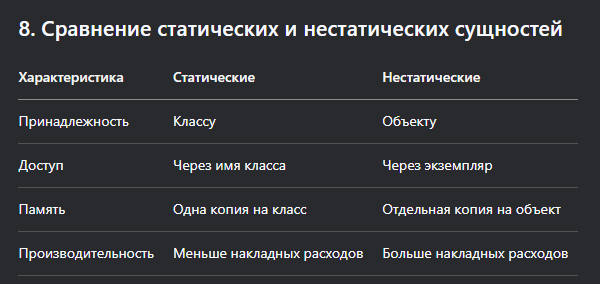 8. Сравнение статических и нестатических сущностей
Характеристика Статические Нестатические
Принадлежность Классу Объекту
Доступ Через имя класса Через экземпляр
Память Одна копия на класс Отдельная копия на объект
Производительность Меньше накладных расходов Больше накладных расходов